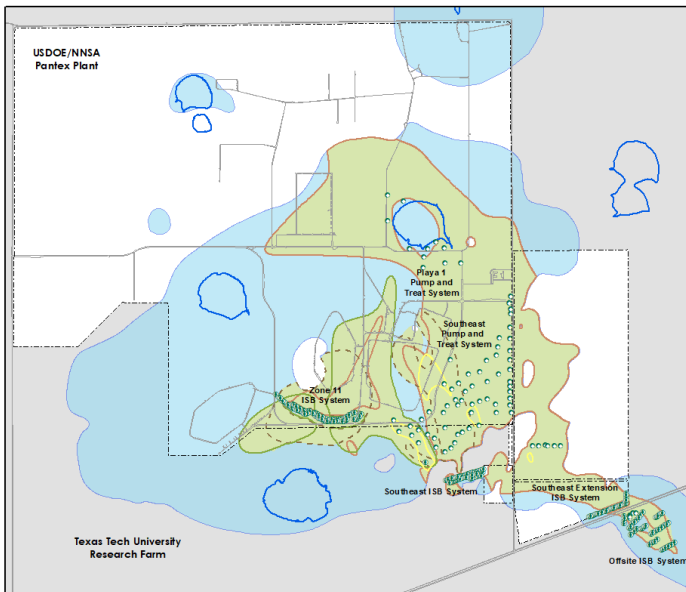 USDOE/NNSA
Pantex Plant
Playa 1
Pump and
Treat System
Southeast
Pump and
Treat System
Zone 11
ISB System
Southeast ISB System
Southeast Extension
ISB System
Texas Tech University
Research Farm
Offsite ISB System